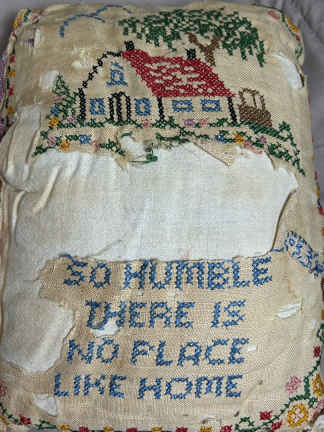 SO HUMBLE
THERE IS
NO PLACE
LIKE HOME